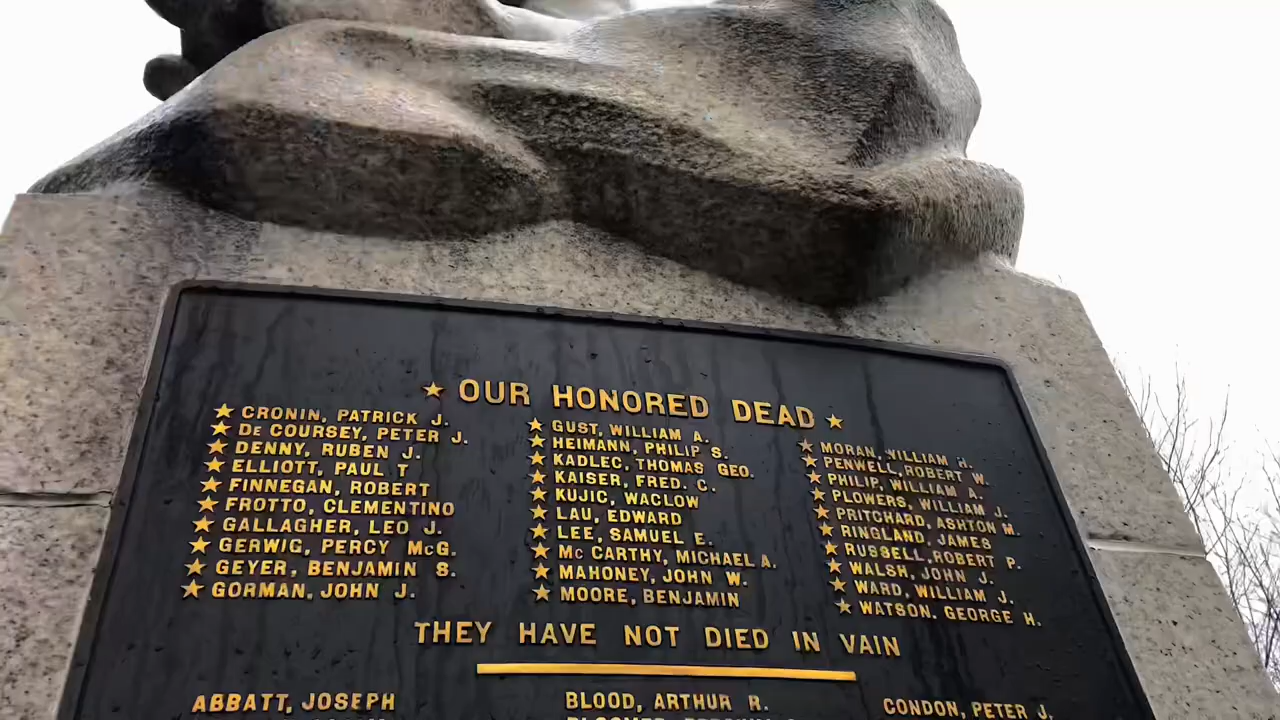 ★ OUR HONORED DEAD ★
★ CRONIN, PATRICK J.
★ DE COURSEY, PETER J.
★ DENNY, RUBEN J.
★ ELLIOTT, PAUL T
★ FINNEGAN, ROBERT
★ FROTTO, CLEMENTINO
★ GALLAGHER, LEO J.
★ GERWIG, PERCY McG.
★ GEYER, BENJAMIN S.
★ GORMAN, JOHN J.
★ GUST, WILLIAM A.
★ HEIMANN, PHILIP S.
★ KADLEC, THOMAS GEO.
★ KAISER, FRED. C.
★ KUJIC, WACLOW
★ LAU, EDWARD
★ LEE, SAMUEL E.
★ Mc CARTHY, MICHAEL A.
★ MAHONEY, JOHN W.
★ MOORE, BENJAMIN
★ MORAN, WILLIAM
★ PENWELL, ROBERT W.
★ PHILIP, WILLIAM A.
★ PLOWERS, WILLIAM J.
★ PRITCHARD, ASHTON M.
★ RINGLAND, JAMES
★ RUSSELL, ROBERT P.
★ WALSH, JOHN J.
★ WARD, WILLIAM J.
★ WATSON. GEORGE H.
THEY HAVE NOT DIED IN VAIN
ABBATT, JOSEPH
BLOOD, ARTHUR R.
CONDON, PETER J.